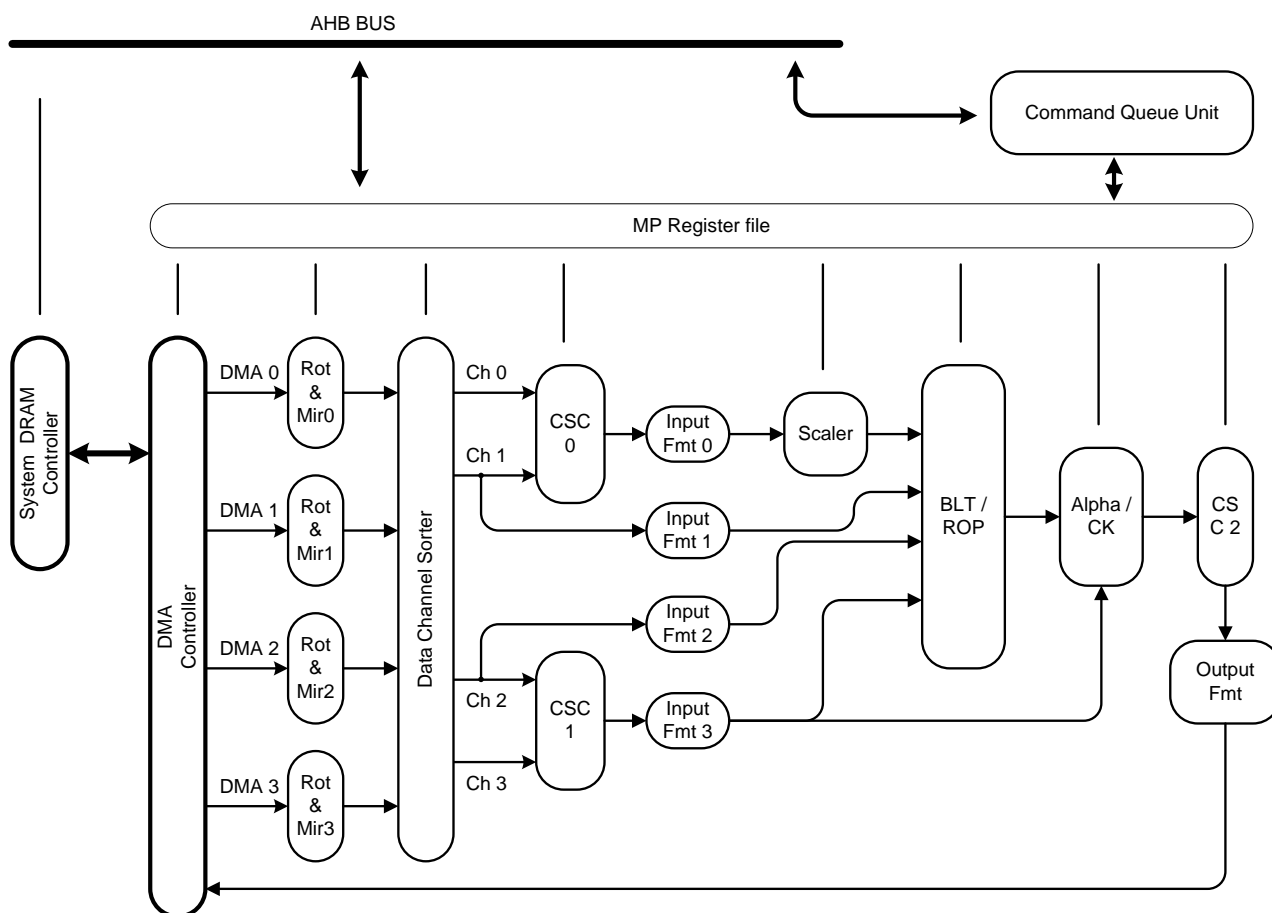 AHB BUS
Command Queue Unit
MP Register file
System DRAM
Controller
DMA
Controller
DMA 0
DMA 1
DMA 2
DMA 3
Rot
&
Mir0
Rot
&
Mir1
Rot
&
Mir2
Rot
&
Mir3
Data Channel Sorter
Ch 0
Ch 1
Ch 2
Ch 3
CSC
0
CSC
1
Input
Fmt 0
Input
Fmt 1
Input
Fmt 2
Input
Fmt 3
Scaler
BLT /
ROP
Alpha /
CK
CS
C 2
Output
Fmt